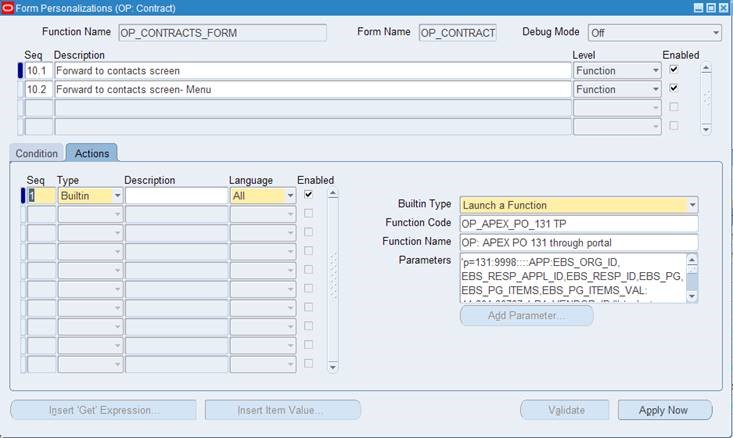 Form Personalizations (OP: Contract)
Function Name OP_CONTRACTS_FORM Form Name OP_CONTRACT Debug Mode Off
Seq Description Level Enabled
10.1 Forward to contacts screen Function
10.2 Forward to contacts screen- Menu Function
Condition Actions
Seq Type Description Language Enabled
1 Builtin All
Builtin Type Launch a Function
Function Code OP_APEX_PO_131 TP
Function Name OP: APEX PO 131 through portal
Parameters 'p=131:9998::::APP:EBS_ORG_ID,
EBS_RESP_APPL_ID,EBS_RESP_ID,EBS_PG,
EBS_PG_ITEMS,EBS_PG_ITEMS_VAL:
Add Parameter...
Insert 'Get' Expression... Insert Item Value... Validate Apply Now